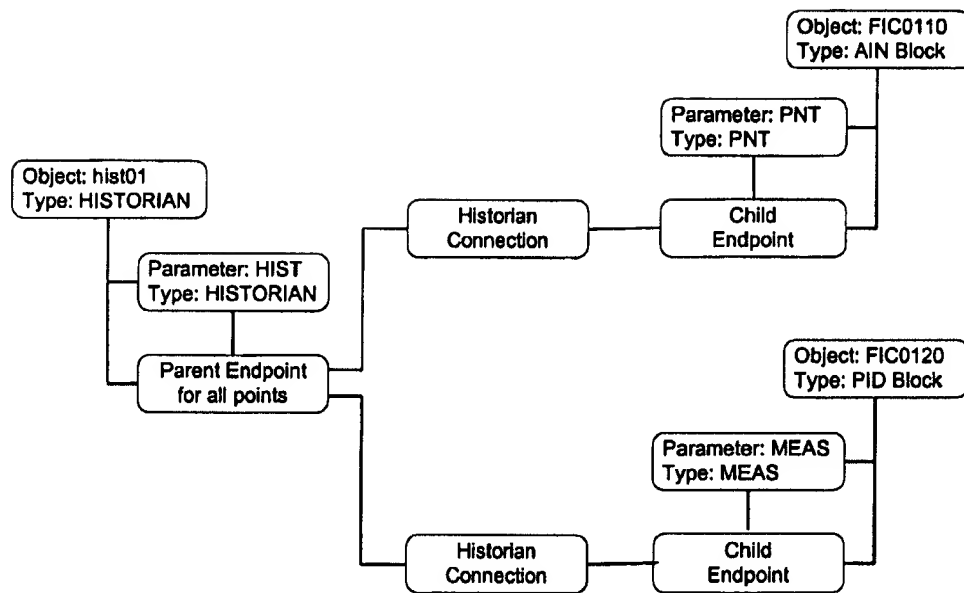 Object: FIC0110
Type: AIN Block
Parameter: PNT
Type: PNT
Object: hist01
Type: HISTORIAN
Historian
Connection
Child
Endpoint
Parameter: HIST
Type: HISTORIAN
Parent Endpoint
for all points
Object: FIC0120
Type: PID Block
Parameter: MEAS
Type: MEAS
Historian
Connection
Child
Endpoint